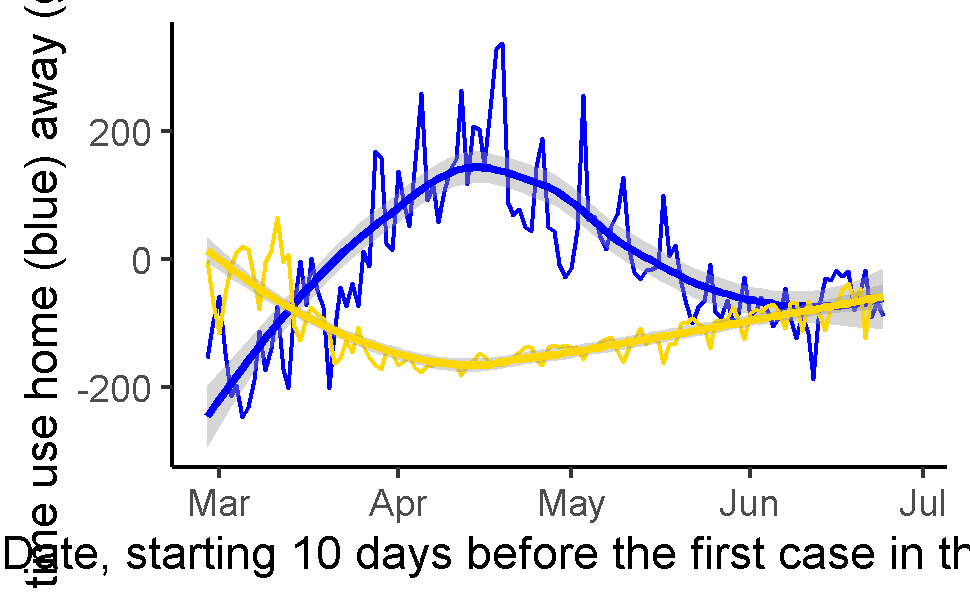 time use home (blue) away (
200
0
-200
Mar Apr May Jun Jul
Date, starting 10 days before the first case in th